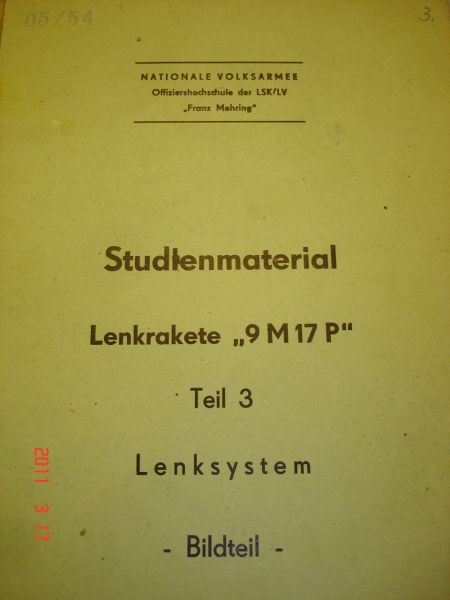 05/54
3.
NATIONALE VOLKSARMEE
Offiziershochschule der LSK/LV
„Franz Mehring"
Studienmaterial
Lenkrakete „9 M 17 P"
Teil 3
Lenksystem
- Bildteil -
2011 3 17